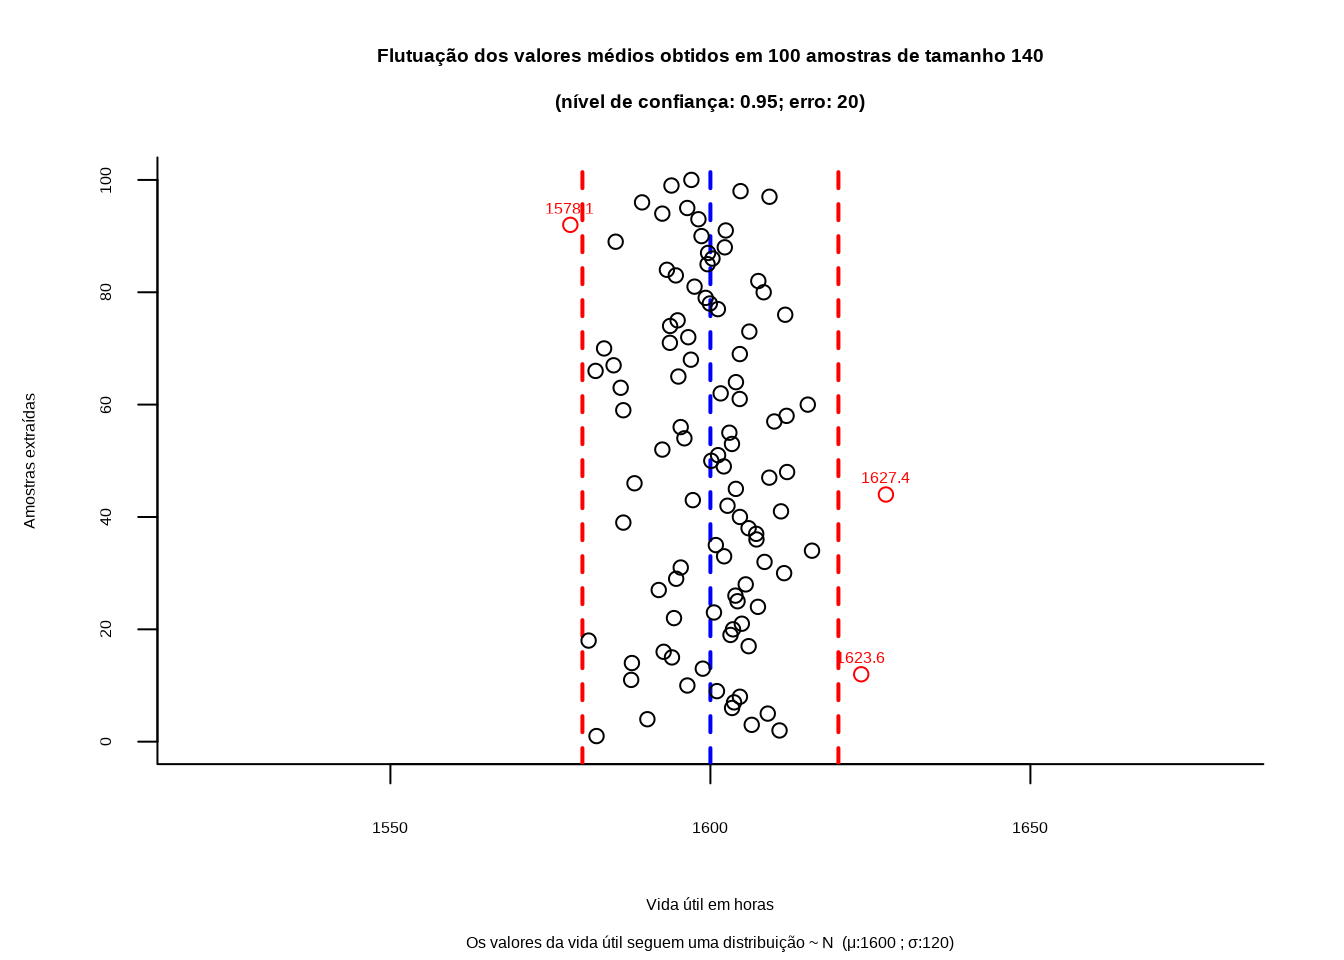 Flutuação dos valores médios obtidos em 100 amostras de tamanho 140
(nível de confiança: 0.95; erro: 20)
100
80
60
40
20
0
Amostras extraídas
1578.1
1627.4
1623.6
1550
1600
1650
Vida útil em horas
Os valores da vida útil seguem uma distribuição ~ N  (μ:1600 ; σ:120)